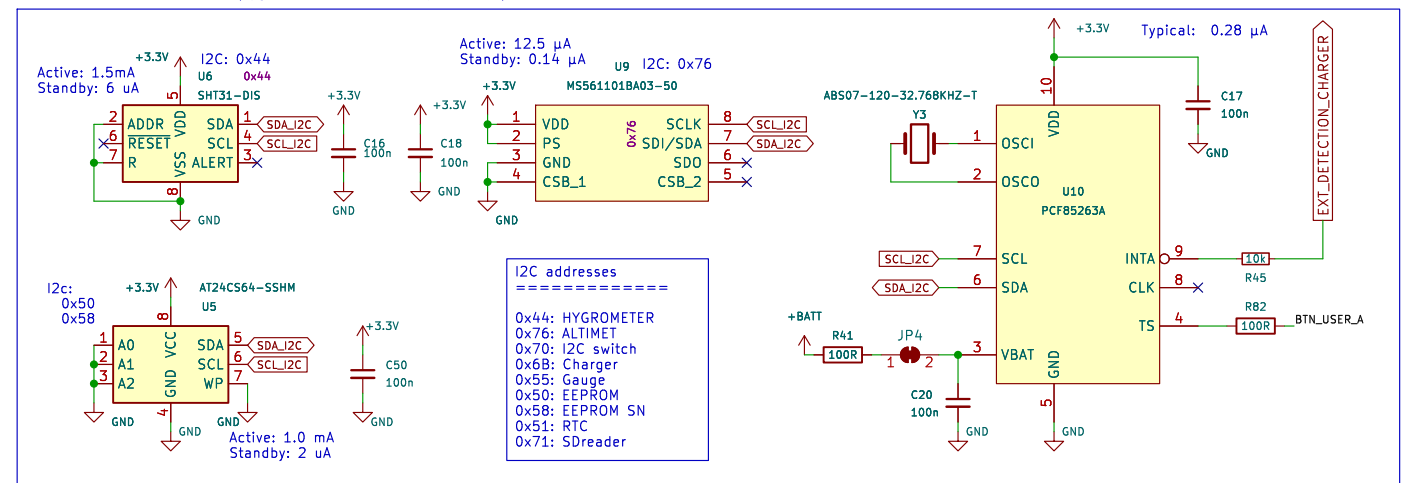 Active: 1.5mA
Standby: 6 uA
+3.3V
I2C: 0x44
U6
0x44
SHT31-DIS
5
2 ADDR
6 RESET
7 R
VDD
VSS
SDA 1
SCL 4
ALERT 3
8
SDA_I2C
SCL_I2C
GND
+3.3V
C16
100n
GND
+3.3V
C18
100n
GND
Active: 12.5 µA
Standby: 0.14 µA
U9
I2C: 0x76
+3.3V
MS561101BA03-50
1 VDD
2 PS
3 GND
4 CSB_1
0x76
SCLK 8
SDI/SDA 7
SDO 6
CSB_2 5
SCL_I2C
SDA_I2C
GND
+3.3V
Typical: 0.28 µA
EXT_DETECTION_CHARGER
ABS07-120-32.768KHZ-T
Y3
10
VDD
C17
100n
GND
1 OSCI
2 OSCO
U10
PCF85263A
SCL_I2C
7 SCL
SDA_I2C
6 SDA
INTA 9
10k
R45
CLK 8
TS 4
R82
100R
BTN_USER_A
+BATT
R41
100R
JP4
1 2
3 VBAT
GND
5
C20
100n
GND
GND
I2c:
0x50
0x58
+3.3V
AT24CS64-SSHM
U5
8
1 A0
2 A1
3 A2
VCC
GND
SDA 5
SCL 6
WP 7
4
SDA_I2C
SCL_I2C
GND
GND
GND
Active: 1.0 mA
Standby: 2 uA
+3.3V
C50
100n
GND
I2C addresses
=============
0x44: HYGROMETER
0x76: ALTIMET
0x70: I2C switch
0x6B: Charger
0x55: Gauge
0x50: EEPROM
0x58: EEPROM SN
0x51: RTC
0x71: SDreader